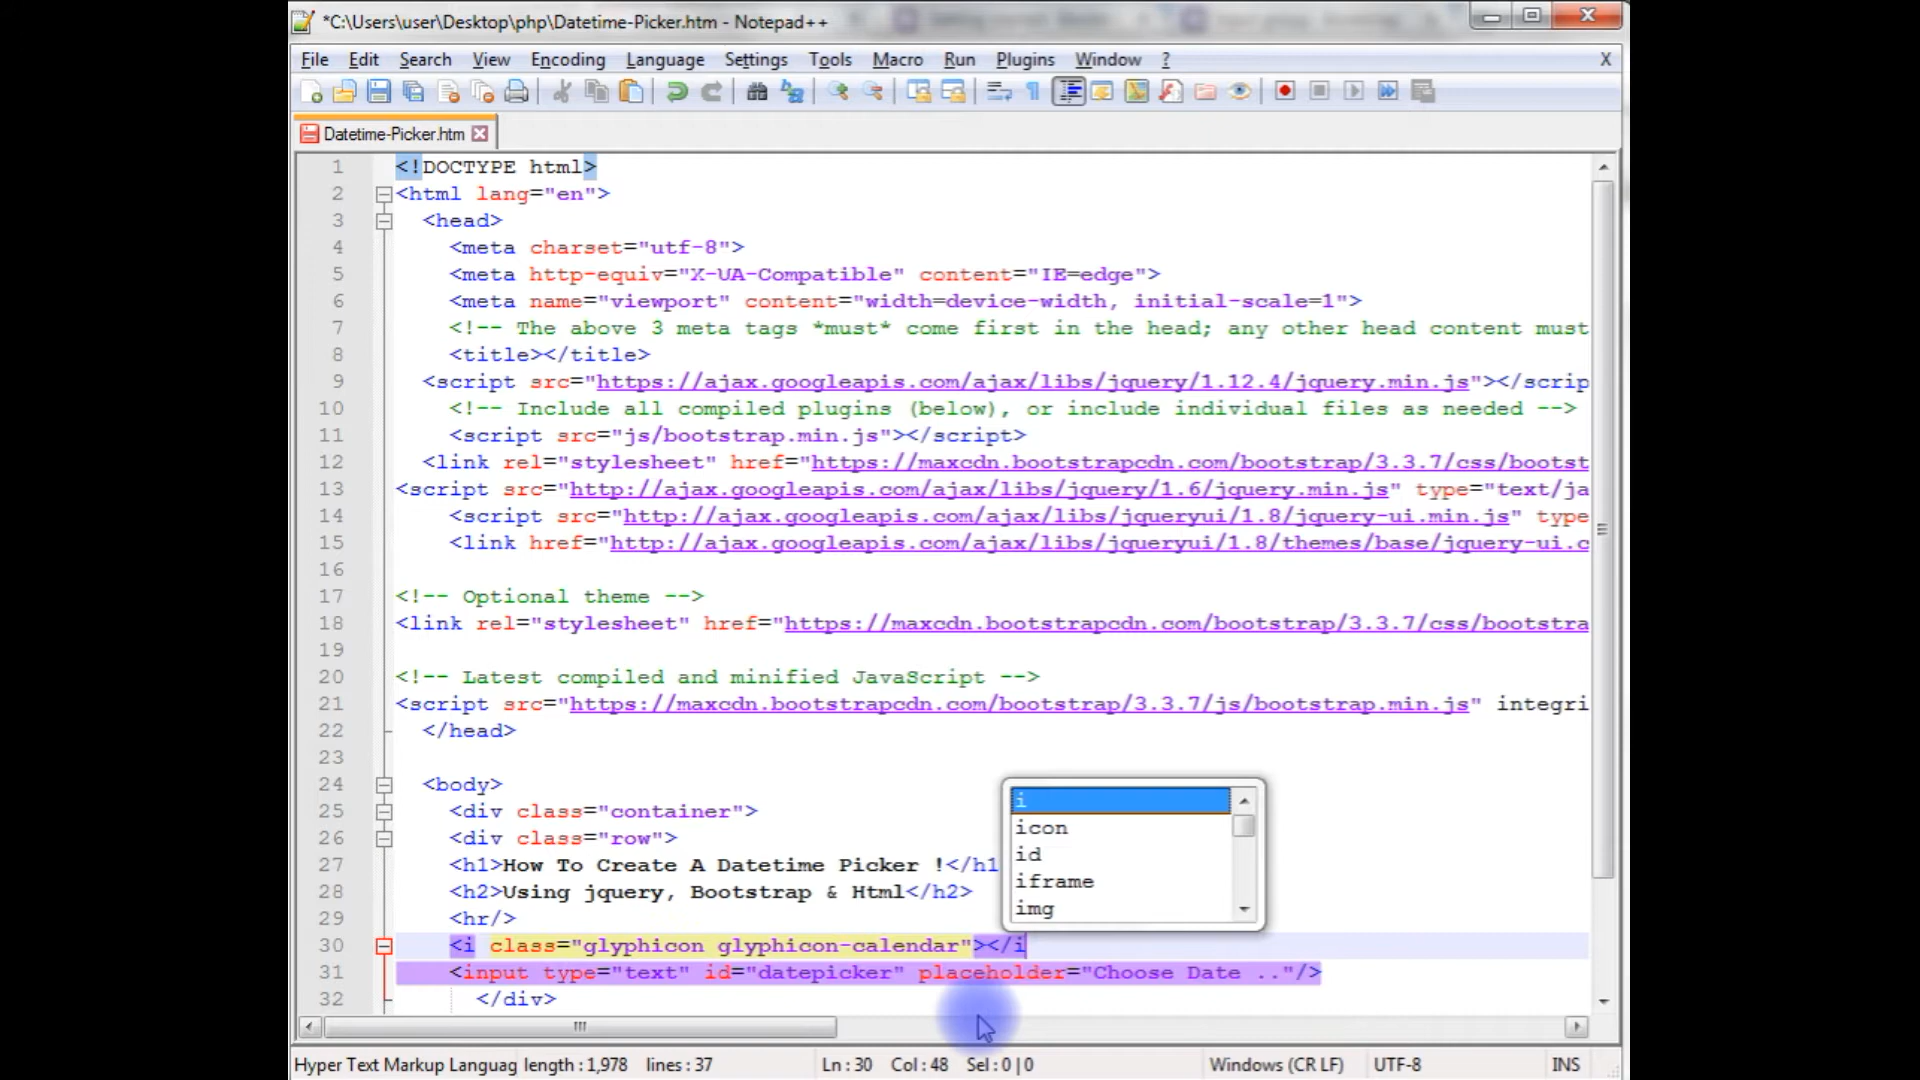 *C:\Users\user\Desktop\php\Datetime-Picker.htm - Notepad++
File Edit Search View Encoding Language Settings Tools Macro Run Plugins Window ? X
Datetime-Picker.htm
1 <!DOCTYPE html>
2 <html lang="en">
3 <head>
4 <meta charset="utf-8">
5 <meta http-equiv="X-UA-Compatible" content="IE=edge">
6 <meta name="viewport" content="width=device-width, initial-scale=1">
7 <!-- The above 3 meta tags *must* come first in the head; any other head content must
8 <title></title>
9 <script src="https://ajax.googleapis.com/ajax/libs/jquery/1.12.4/jquery.min.js"></scrip
10 <!-- Include all compiled plugins (below), or include individual files as needed -->
11 <script src="js/bootstrap.min.js"></script>
12 <link rel="stylesheet" href="https://maxcdn.bootstrapcdn.com/bootstrap/3.3.7/css/bootst
13 <script src="http://ajax.googleapis.com/ajax/libs/jquery/1.6/jquery.min.js" type="text/ja
14 <script src="http://ajax.googleapis.com/ajax/libs/jqueryui/1.8/jquery-ui.min.js" type
15 <link href="http://ajax.googleapis.com/ajax/libs/jqueryui/1.8/themes/base/jquery-ui.c
16
17 <!-- Optional theme -->
18 <link rel="stylesheet" href="https://maxcdn.bootstrapcdn.com/bootstrap/3.3.7/css/bootstra
19
20 <!-- Latest compiled and minified JavaScript -->
21 <script src="https://maxcdn.bootstrapcdn.com/bootstrap/3.3.7/js/bootstrap.min.js" integri
22 </head>
23
24 <body>
25 <div class="container">
26 <div class="row">
27 <h1>How To Create A Datetime Picker !</h1
28 <h2>Using jquery, Bootstrap & Html</h2>
29 <hr/>
30 <i class="glyphicon glyphicon-calendar"></i
31 <input type="text" id="datepicker" placeholder="Choose Date .."/>
32 </div>
i
icon
id
iframe
img
Hyper Text Markup Languag length : 1,978 lines : 37 Ln : 30 Col : 48 Sel : 0 | 0 Windows (CR LF) UTF-8 INS